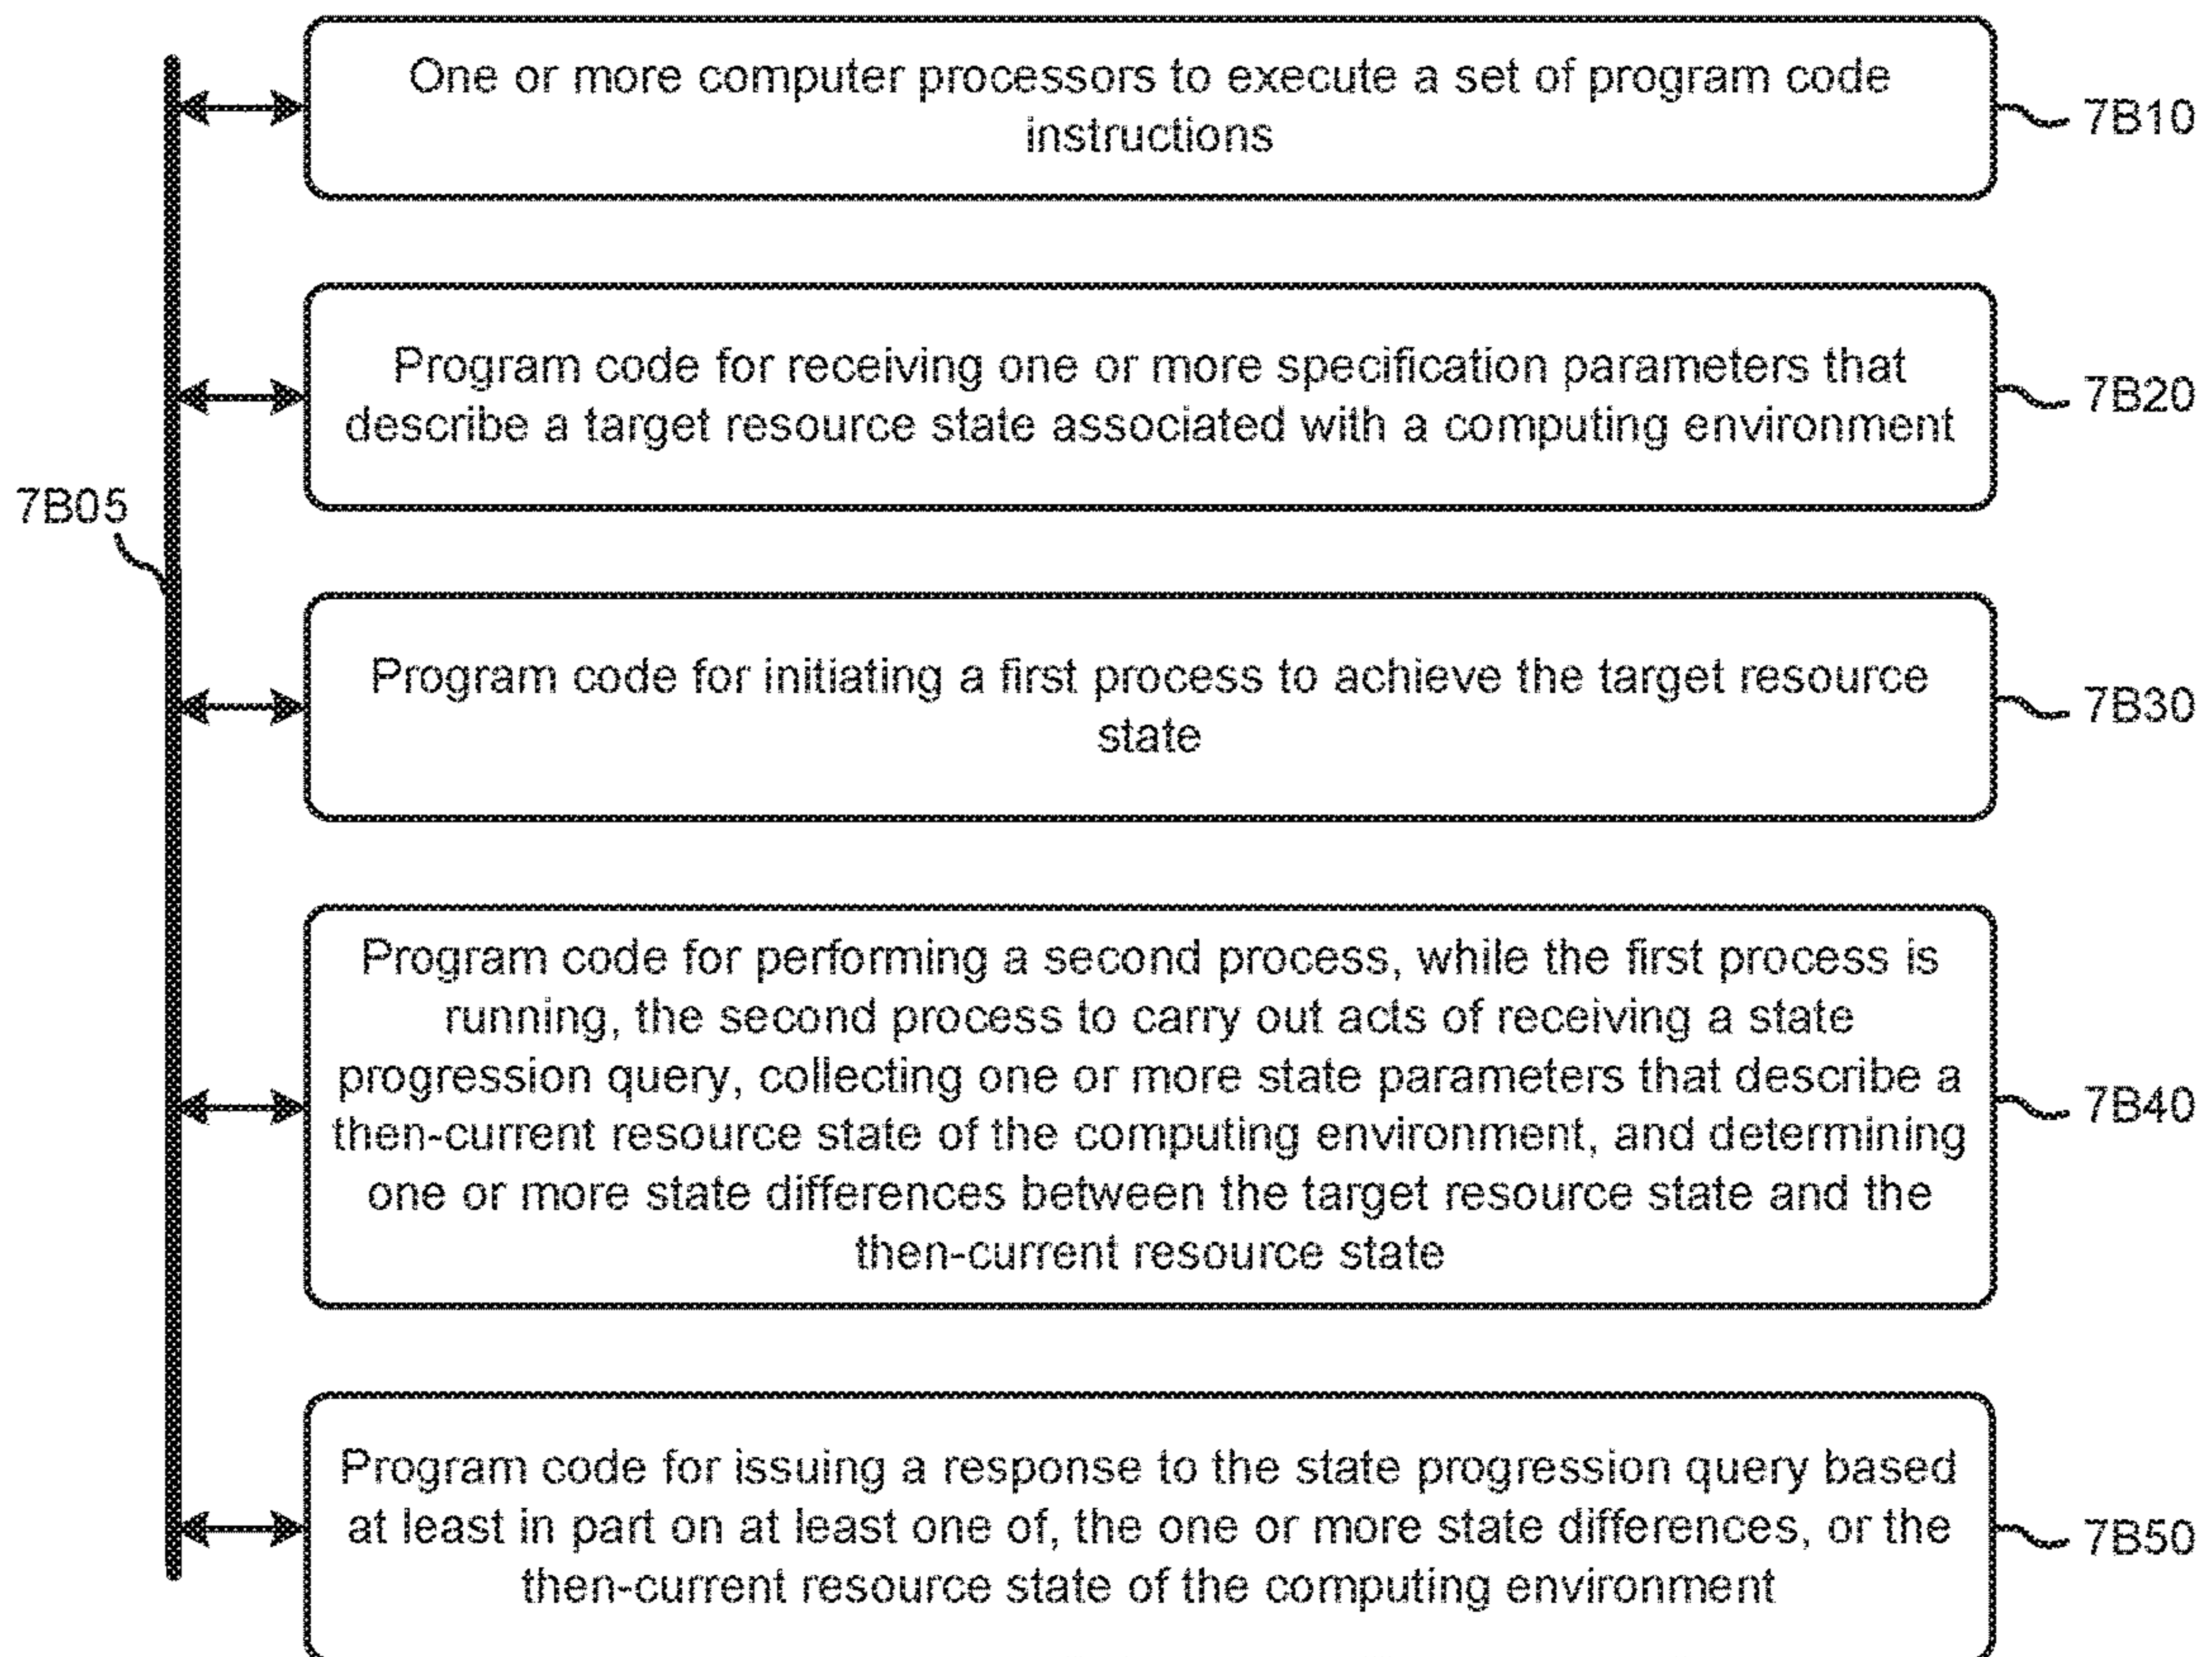 One or more computer processors to execute a set of program code
instructions
7B10
Program code for receiving one or more specification parameters that
describe a target resource state associated with a computing environment
7B20
7B05
Program code for initiating a first process to achieve the target resource
state
7B30
Program code for performing a second process, while the first process is
running, the second process to carry out acts of receiving a state
progression query, collecting one or more state parameters that describe a
then-current resource state of the computing environment, and determining
one or more state differences between the target resource state and the
then-current resource state
7B40
Program code for issuing a response to the state progression query based
at least in part on at least one of, the one or more state differences, or the
then-current resource state of the computing environment
7B50